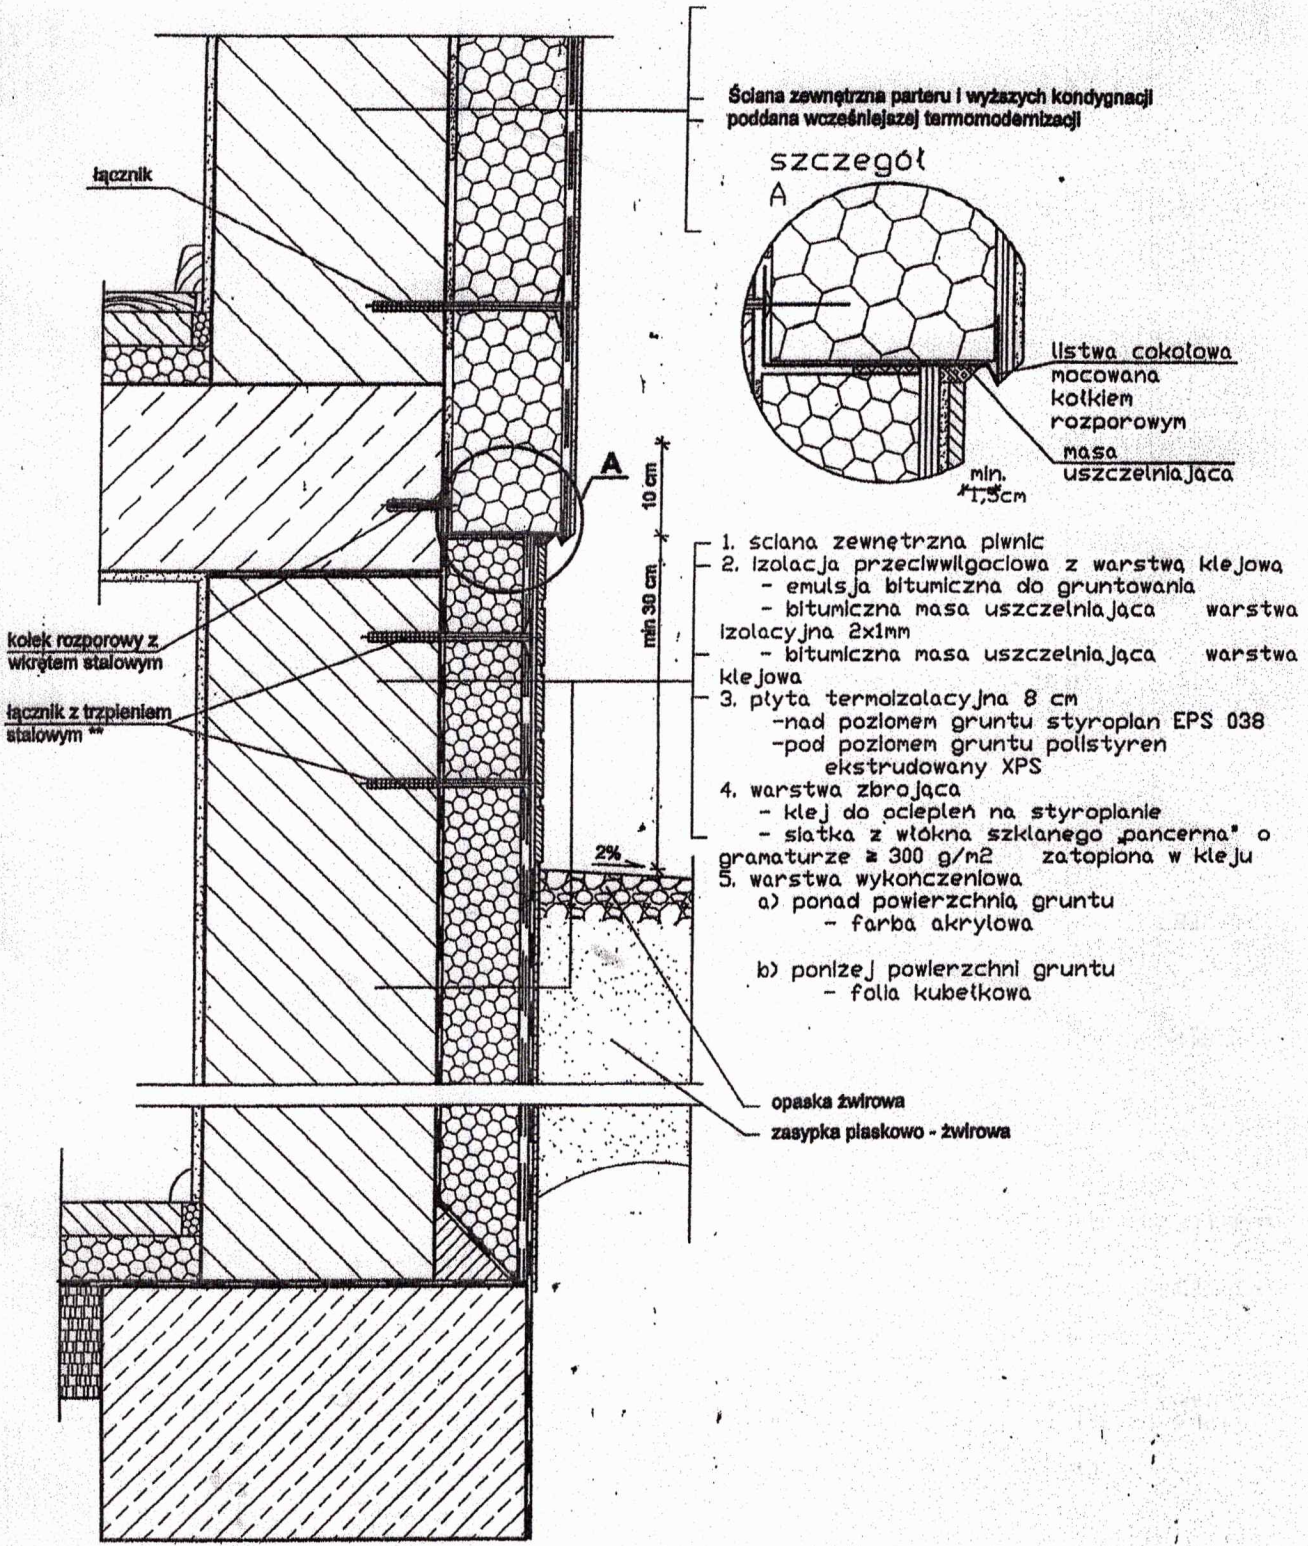 Ściana zewnętrzna parteru i wyższych kondygnacji
poddana wcześniejszej termomodernizacji
szczegół
A
łącznik
listwa cokołowa
mocowana
kołkiem
rozporowym
masa
uszczelniająca
min.
1,5cm
A
10 cm
min 30 cm
1. ściana zewnętrzna piwnic
2. izolacja przeciwwilgociowa z warstwą klejową
- emulsja bitumiczna do gruntowania
- bitumiczna masa uszczelniająca warstwa
izolacyjna 2x1mm
- bitumiczna masa uszczelniająca warstwa
klejowa
3. płyta termoizolacyjna 8 cm
-nad poziomem gruntu styropian EPS 038
-pod poziomem gruntu polistyren
ekstrudowany XPS
4. warstwa zbrojąca
- klej do ociepleń na styropianie
- siatka z włókna szklanego „pancerna" o
gramaturze ≥ 300 g/m2 zatopiona w kleju
5. warstwa wykończeniowa
a) ponad powierzchnią gruntu
- farba akrylowa
b) poniżej powierzchni gruntu
- folia kubełkowa
kołek rozporowy z
wkrętem stalowym
łącznik z trzpieniem
stalowym **
2%
opaska żwirowa
zasypka piaskowo - żwirowa